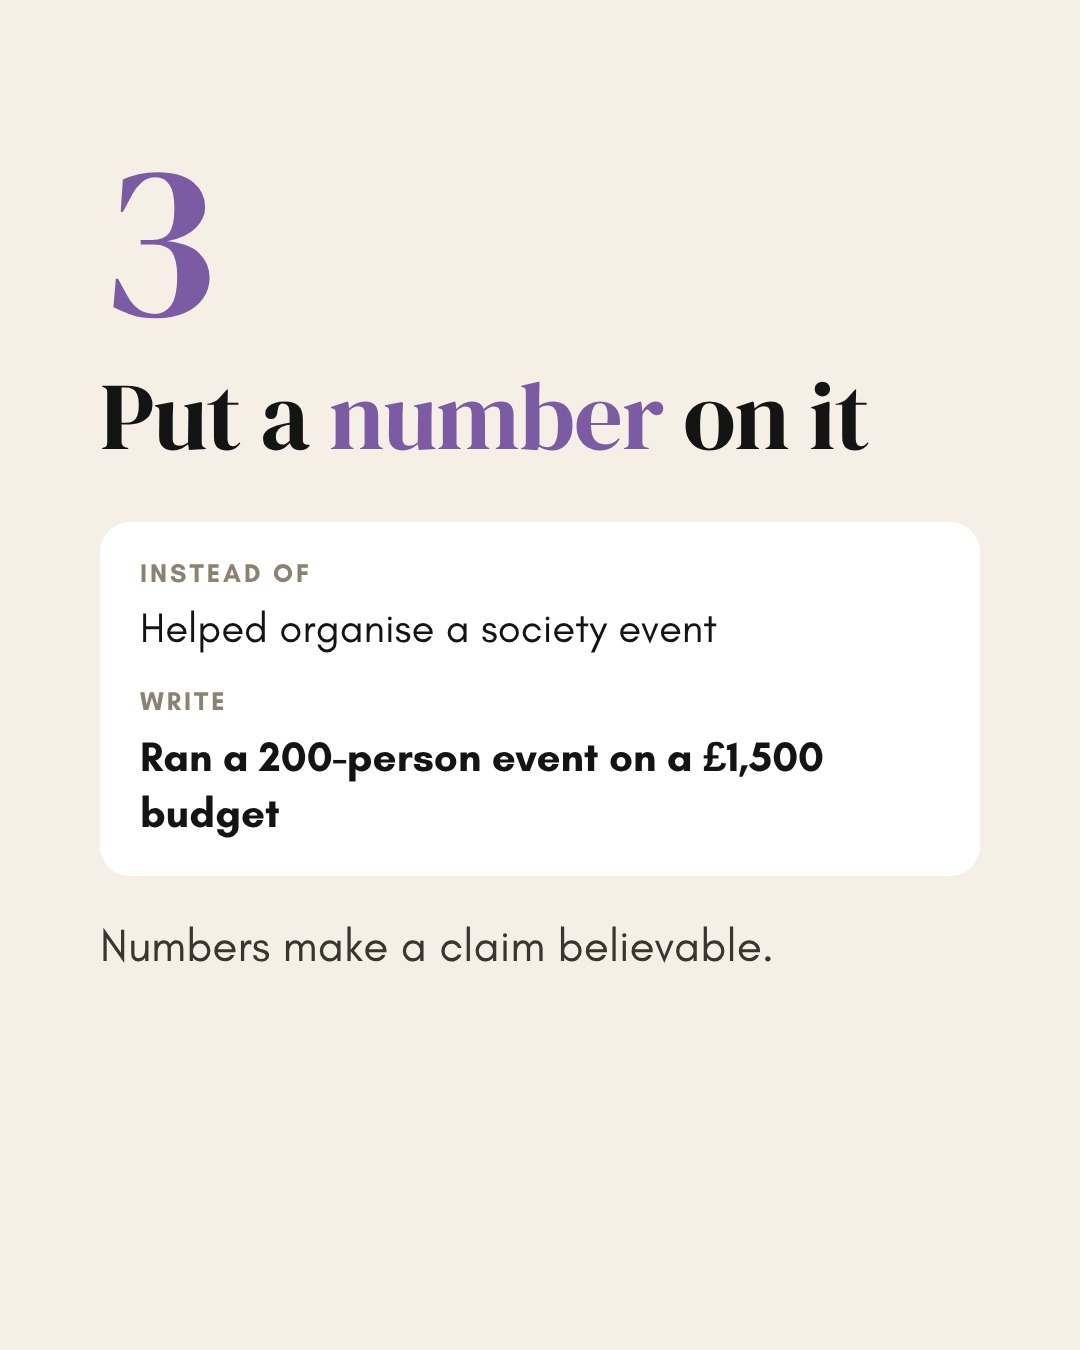 3
Put a number on it
INSTEAD OF
Helped organise a society event
WRITE
Ran a 200-person event on a £1,500
budget
Numbers make a claim believable.